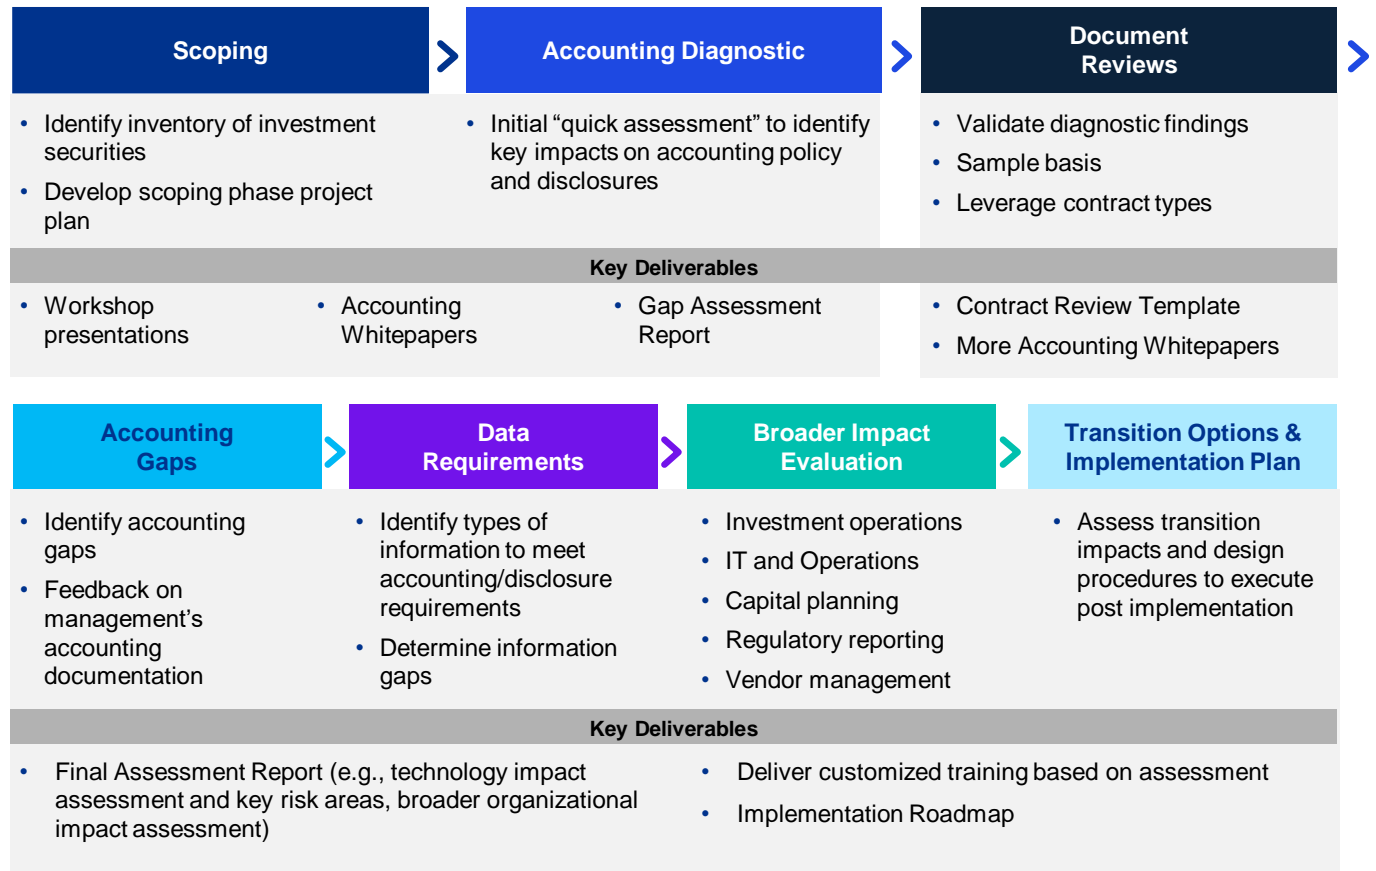 Scoping
Accounting Diagnostic
Document
Reviews
• Identify inventory of investment
securities
• Develop scoping phase project
plan
• Initial “quick assessment” to identify
key impacts on accounting policy
and disclosures
• Validate diagnostic findings
• Sample basis
• Leverage contract types
Key Deliverables
• Workshop
presentations
• Accounting
Whitepapers
• Gap Assessment
Report
• Contract Review Template
• More Accounting Whitepapers
Accounting
Gaps
Data
Requirements
Broader Impact
Evaluation
Transition Options &
Implementation Plan
• Identify accounting
gaps
• Feedback on
management’s
accounting
documentation
• Identify types of
information to meet
accounting/disclosure
requirements
• Determine information
gaps
• Investment operations
• IT and Operations
• Capital planning
• Regulatory reporting
• Vendor management
• Assess transition
impacts and design
procedures to execute
post implementation
Key Deliverables
• Final Assessment Report (e.g., technology impact
assessment and key risk areas, broader organizational
impact assessment)
• Deliver customized training based on assessment
• Implementation Roadmap